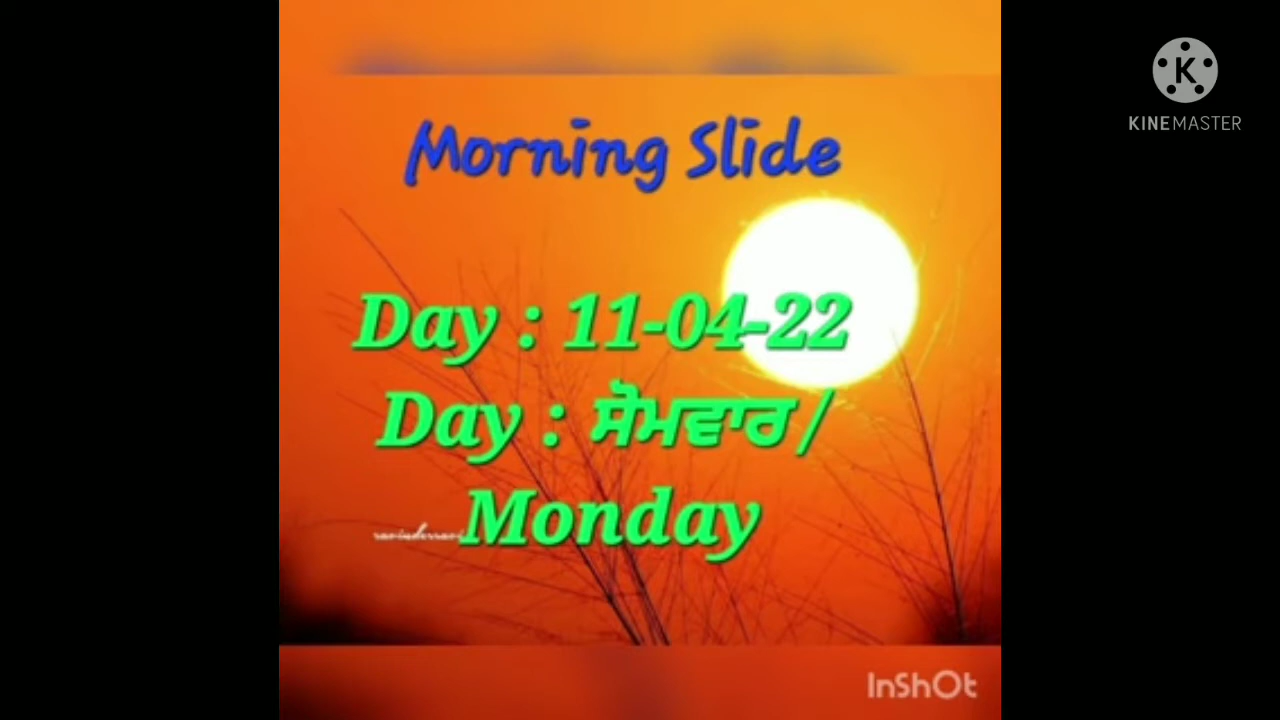 KINEMASTER
Morning Slide
Day : 11-04-22
Day : ਸੋਮਵਾਰ/
Monday
InShOt